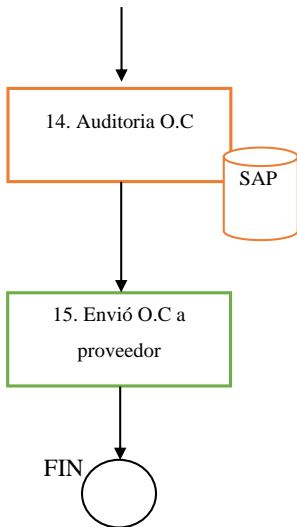 14. Auditoria O.C
SAP
15. Envió O.C a
proveedor
FIN